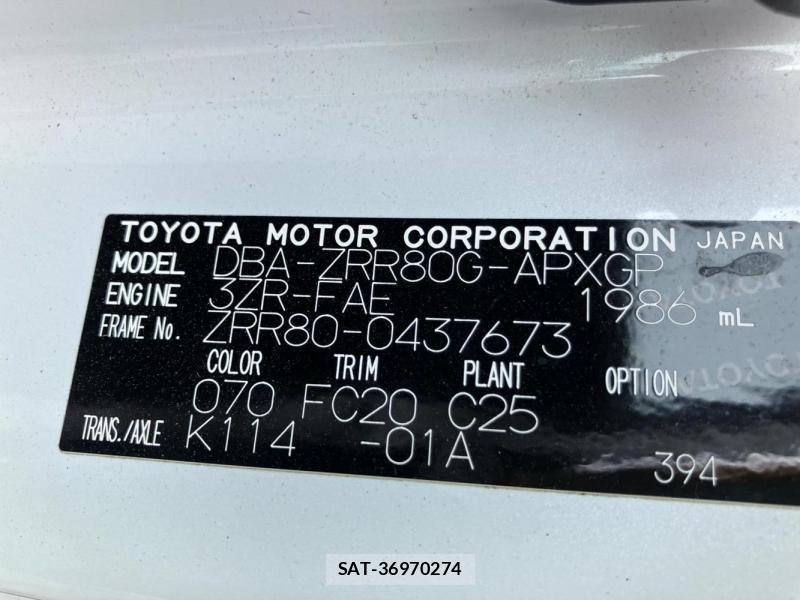 TOYOTA MOTOR CORPORATION JAPAN
MODEL DBA-ZRR80G-APXGP
ENGINE 3ZR-FAE 1986 mL
FRAME No. ZRR80-0437673
COLOR TRIM PLANT OPTION
070 FC20 C25
TRANS./AXLE K114 -01A
394
SAT-36970274